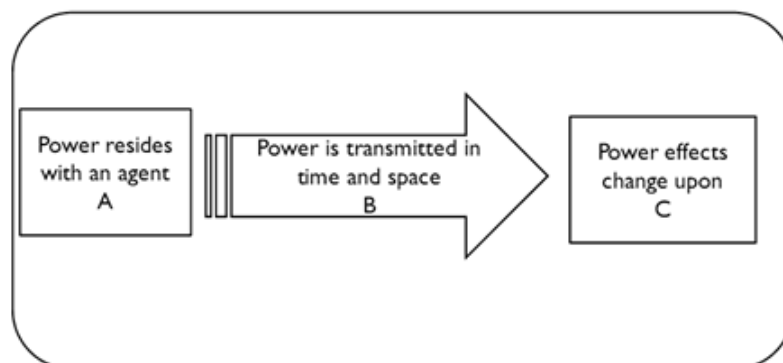 Power resides
with an agent
A
Power is transmitted in
time and space
B
Power effects
change upon
C